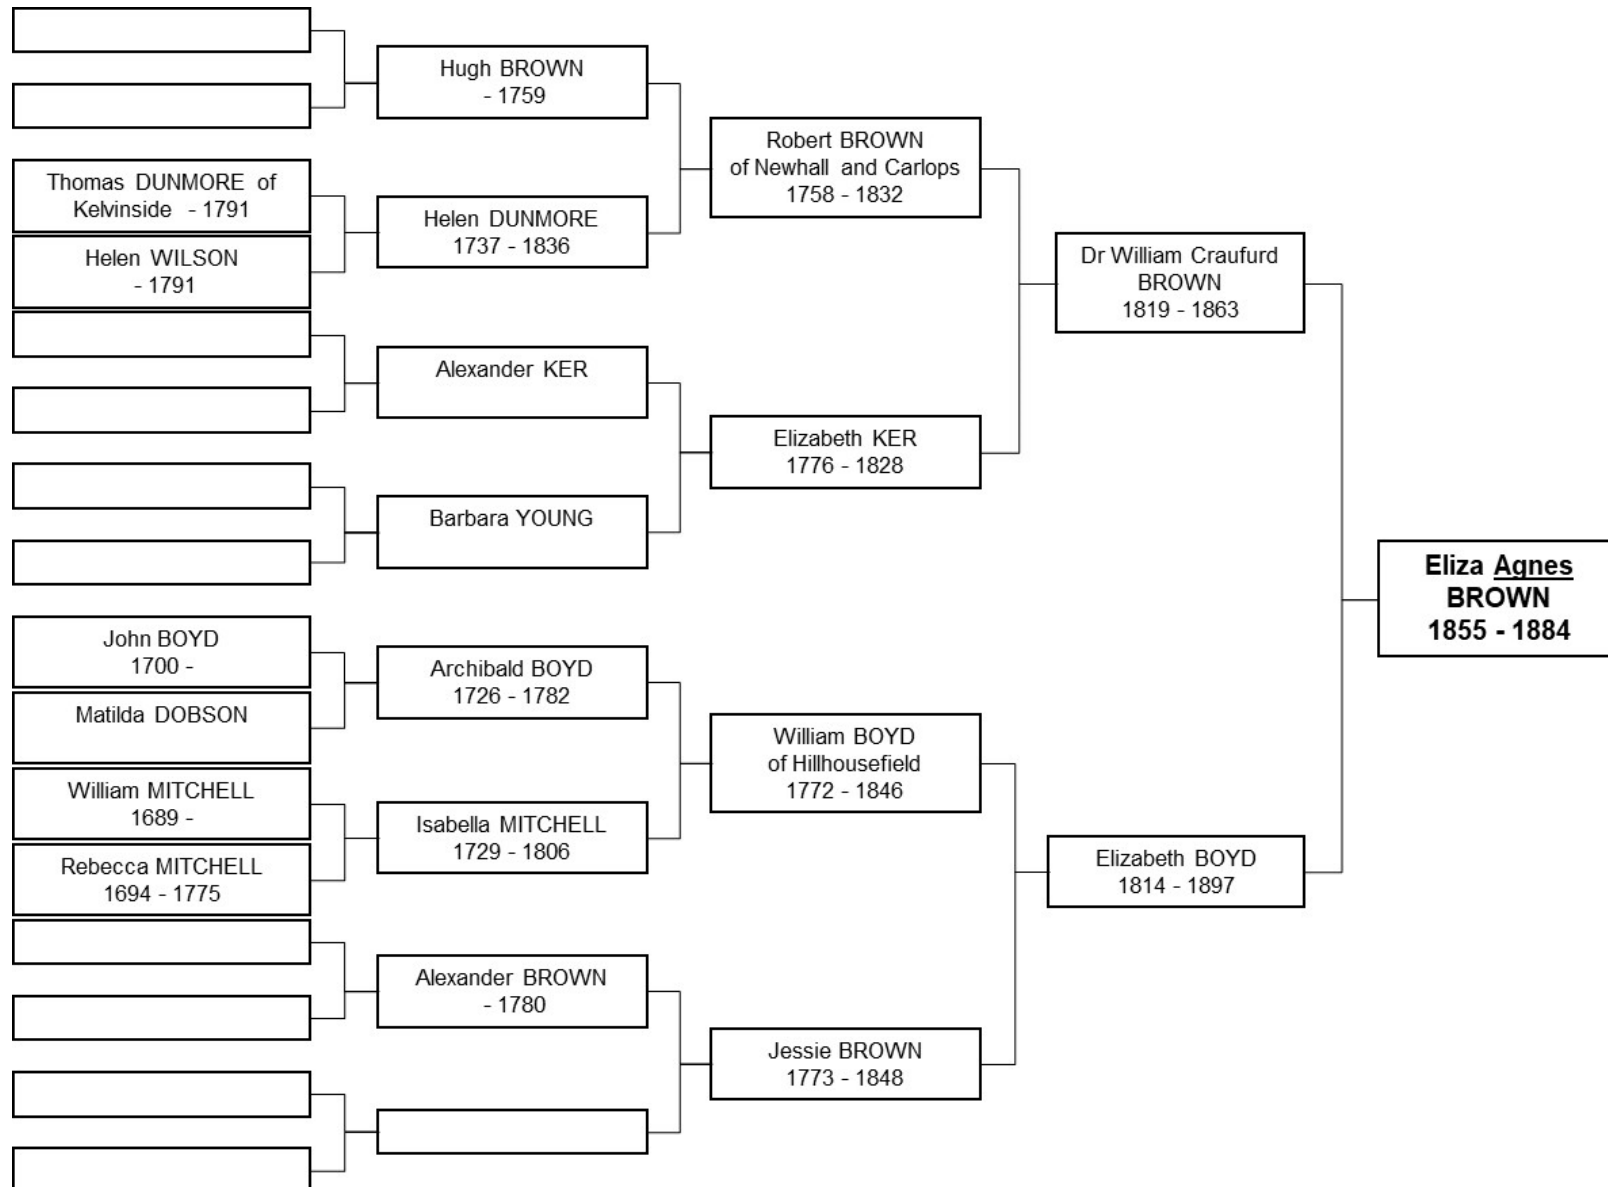 Hugh BROWN
- 1759
Thomas DUNMORE of
Kelvinside - 1791
Helen WILSON
- 1791
Helen DUNMORE
1737 - 1836
Robert BROWN
of Newhall and Carlops
1758 - 1832
Alexander KER
Barbara YOUNG
Elizabeth KER
1776 - 1828
Dr William Craufurd
BROWN
1819 - 1863
John BOYD
1700 -
Matilda DOBSON
Archibald BOYD
1726 - 1782
William MITCHELL
1689 -
Rebecca MITCHELL
1694 - 1775
Isabella MITCHELL
1729 - 1806
William BOYD
of Hillhousefield
1772 - 1846
Alexander BROWN
- 1780
Jessie BROWN
1773 - 1848
Elizabeth BOYD
1814 - 1897
Eliza Agnes
BROWN
1855 - 1884